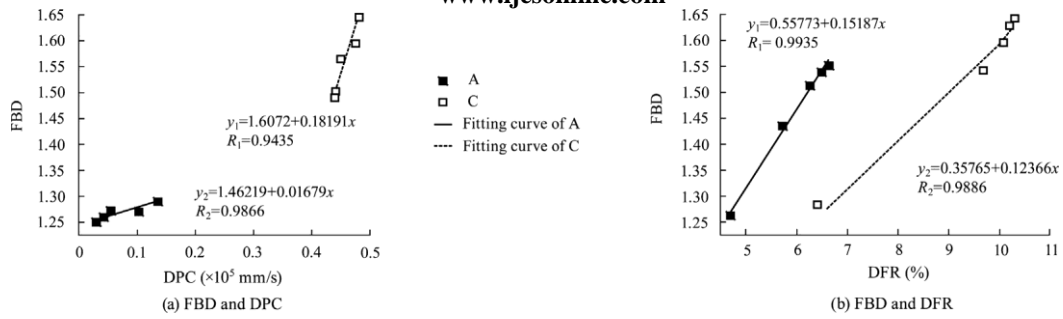 www.ijcsonline.com
1.65
1.60
1.55
1.50
1.45
1.40
1.35
1.30
1.25
FBD
y₁=1.6072+0.18191x
R₁=0.9435
y₂=1.46219+0.01679x
R₂=0.9866
0 0.1 0.2 0.3 0.4 0.5
DPC (×10⁵ mm/s)
(a) FBD and DPC
A
C
Fitting curve of A
Fitting curve of C
1.65
1.60
1.55
1.50
1.45
1.40
1.35
1.30
1.25
FBD
y₁=0.55773+0.15187x
R₁= 0.9935
y₂=0.35765+0.12366x
R₂=0.9886
5 6 7 8 9 10 11
DFR (%)
(b) FBD and DFR